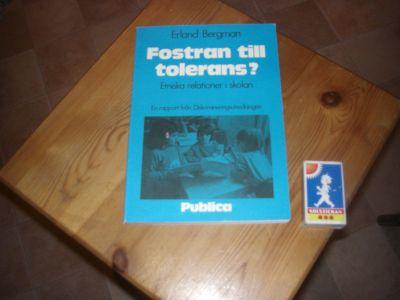 Erland Bergman
Fostran till
tolerans?
Etniska relationer i skolan
En rapport från Diskrimineringsutredningen
Publica
SOLSTICKAN